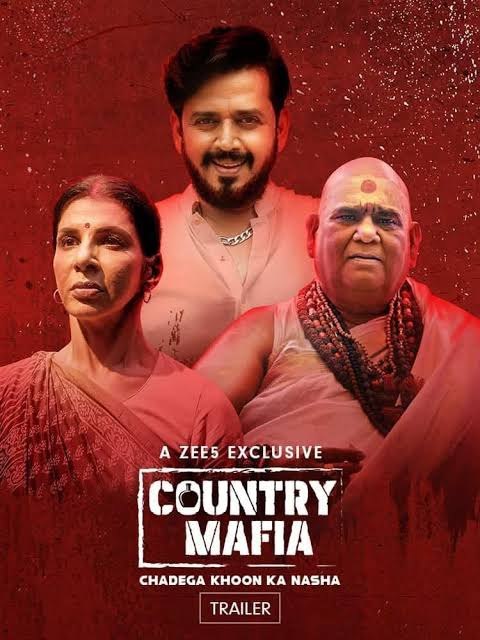 A ZEE5 EXCLUSIVE
COUNTRY
MAFIA
CHADEGA KHOON KA NASHA
TRAILER